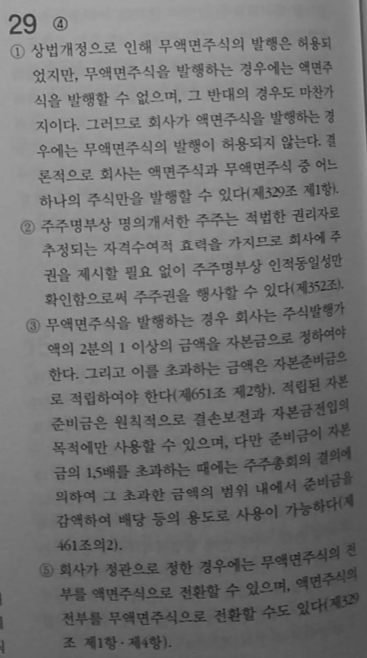 29 ④
① 상법개정으로 인해 무액면주식의 발행은 허용되
었지만, 무액면주식을 발행하는 경우에는 액면주
식을 발행할 수 없으며, 그 반대의 경우도 마찬가
지이다. 그러므로 회사가 액면주식을 발행하는 경
우에는 무액면주식의 발행이 허용되지 않는다. 결
론적으로 회사는 액면주식과 무액면주식 중 어느
하나의 주식만을 발행할 수 있다(제329조 제1항).
② 주주명부상 명의개서한 주주는 적법한 권리자로
추정되는 자격수여적 효력을 가지므로 회사에 주
권을 제시할 필요 없이 주주명부상 인적동일성만
확인함으로써 주주권을 행사할 수 있다(제352조).
③ 무액면주식을 발행하는 경우 회사는 주식발행가
액의 2분의 1 이상의 금액을 자본금으로 정하여야
한다. 그리고 이를 초과하는 금액은 자본준비금으
로 적립하여야 한다(제651조 제2항). 적립된 자본
준비금은 원칙적으로 결손보전과 자본금전입의
목적에만 사용할 수 있으며, 다만 준비금이 자본
금의 1.5배를 초과하는 때에는 주주총회의 결의에
의하여 그 초과한 금액의 범위 내에서 준비금을
감액하여 배당 등의 용도로 사용이 가능하다(제
461조의2).
⑤ 회사가 정관으로 정한 경우에는 무액면주식의 전
부를 액면주식으로 전환할 수 있으며, 액면주식의
전부를 무액면주식으로 전환할 수도 있다(제329
조 제1항·제4항).